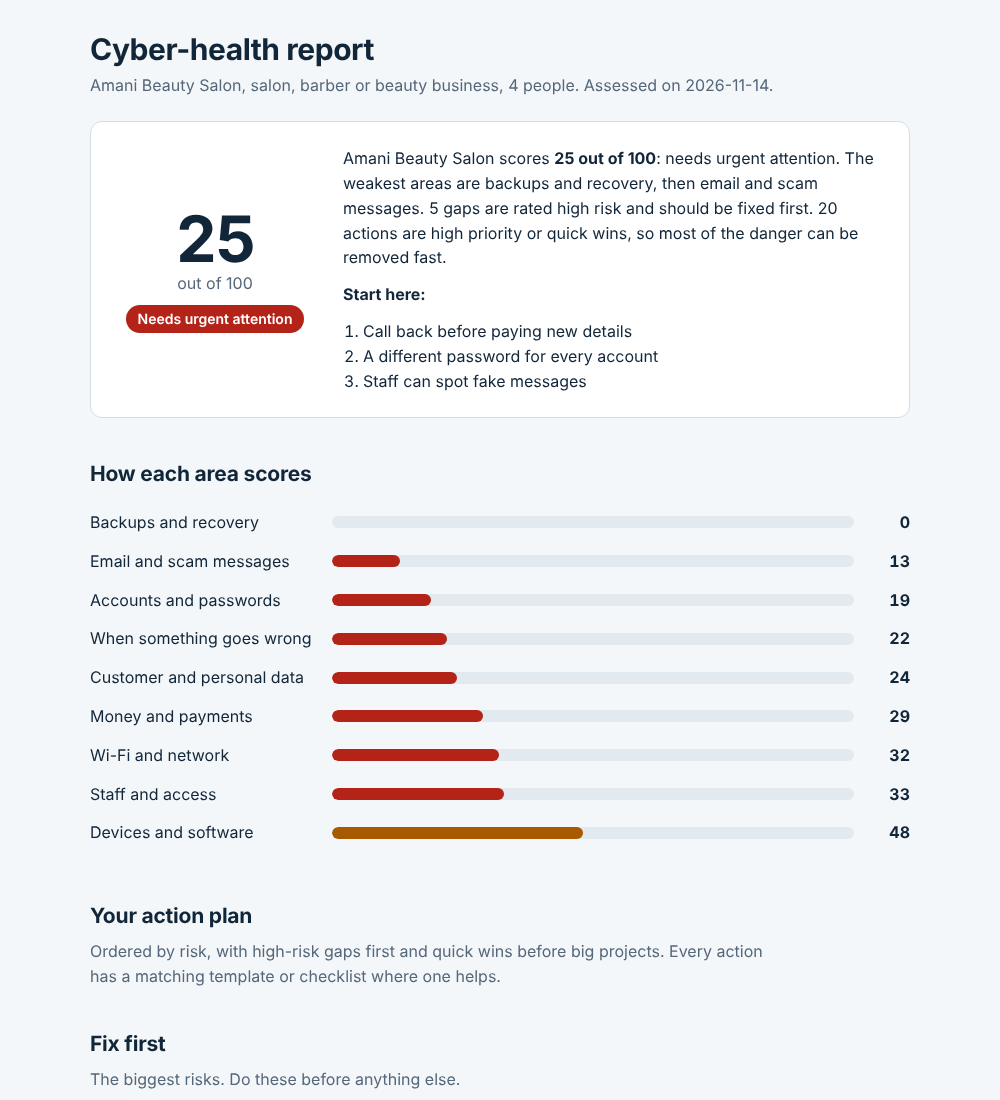 Cyber-health report
Amani Beauty Salon, salon, barber or beauty business, 4 people. Assessed on 2026-11-14.
25
out of 100
Needs urgent attention
Amani Beauty Salon scores 25 out of 100: needs urgent attention. The
weakest areas are backups and recovery, then email and scam
messages. 5 gaps are rated high risk and should be fixed first. 20
actions are high priority or quick wins, so most of the danger can be
removed fast.
Start here:
1. Call back before paying new details
2. A different password for every account
3. Staff can spot fake messages
How each area scores
Backups and recovery 0
Email and scam messages 13
Accounts and passwords 19
When something goes wrong 22
Customer and personal data 24
Money and payments 29
Wi-Fi and network 32
Staff and access 33
Devices and software 48
Your action plan
Ordered by risk, with high-risk gaps first and quick wins before big projects. Every action
has a matching template or checklist where one helps.
Fix first
The biggest risks. Do these before anything else.